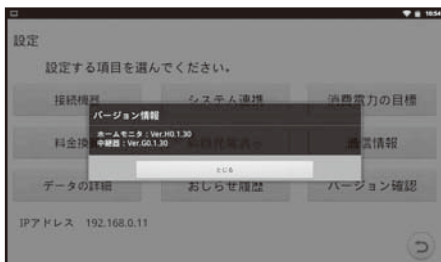 10:54
設定
設定する項目を選んでください。
接続機器
システム連携
消費電力の目標
バージョン情報
ホームモニタ：Ver.H0.1.30
中継器：Ver.G0.1.30
料金換
情報
とじる
データの詳細
おしらせ履歴
バージョン確認
IPアドレス 192.168.0.11